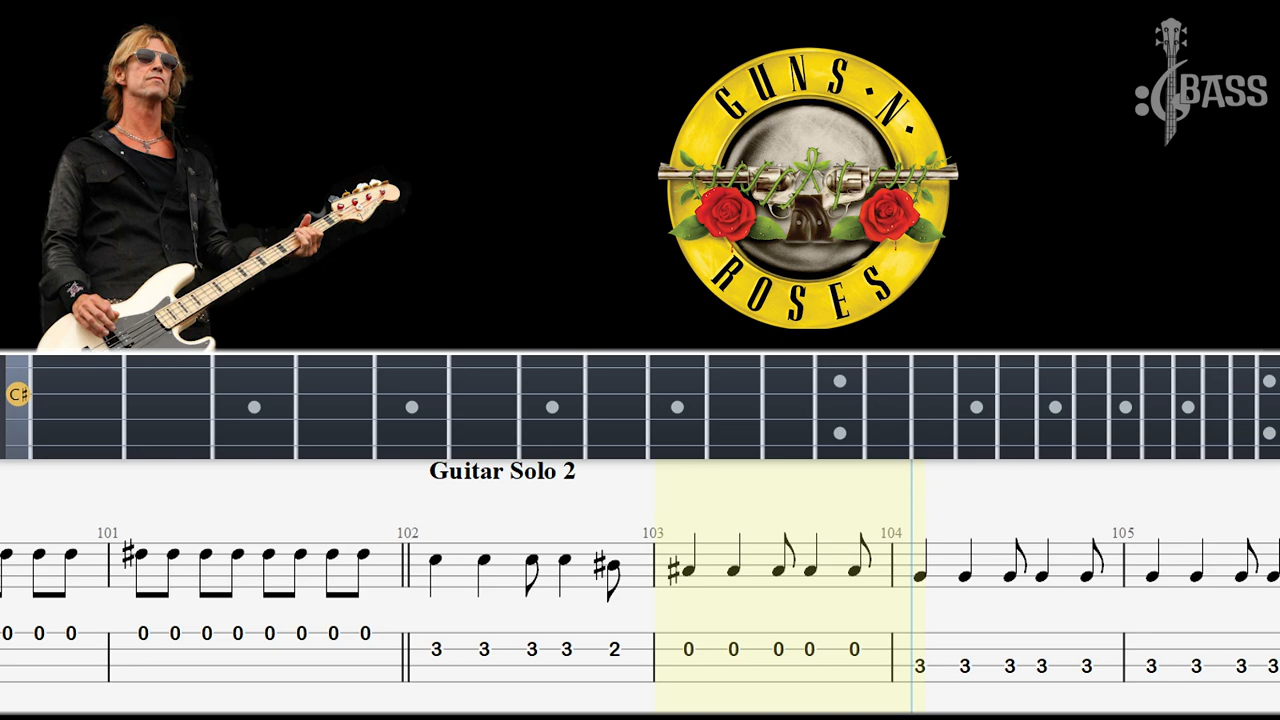 GUNS · N ·
ROSES
BASS
C♯
Guitar Solo 2
101 102 103 104 105
0 0 0 0 0 0 0 0 0 0 0
3 3 3 3 2 0 0 0 0 0
3 3 3 3 3 3 3 3 3